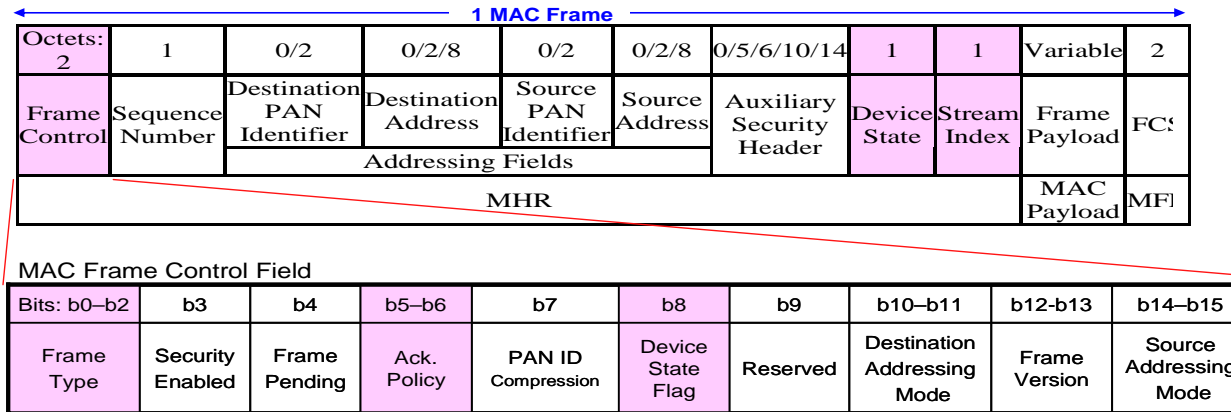 1 MAC Frame
Octets: 2 1 0/2 0/2/8 0/2 0/2/8 0/5/6/10/14 1 1 Variable 2
Frame Control Sequence Number Destination PAN Identifier Destination Address Source PAN Identifier Source Address Auxiliary Security Header Device State Stream Index Frame Payload FCS
Addressing Fields
MHR MAC Payload
MAC Frame Control Field
Bits: b0–b2 b3 b4 b5–b6 b7 b8 b9 b10–b11 b12-b13 b14–b15
Frame Type Security Enabled Frame Pending Ack. Policy PAN ID Compression Device State Flag Reserved Destination Addressing Mode Frame Version Source Addressing Mode